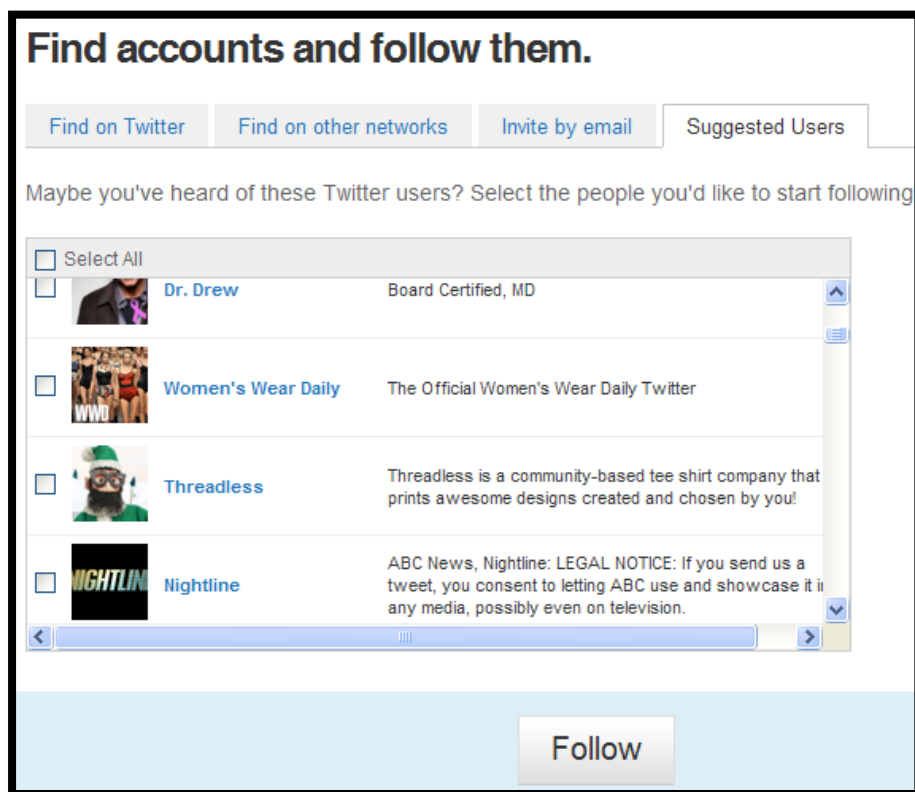 Find accounts and follow them.
Find on Twitter Find on other networks Invite by email Suggested Users
Maybe you've heard of these Twitter users? Select the people you'd like to start following
Select All
Dr. Drew Board Certified, MD
WWD
Women's Wear Daily The Official Women's Wear Daily Twitter
Threadless Threadless is a community-based tee shirt company that
prints awesome designs created and chosen by you!
NIGHTLIN
Nightline ABC News, Nightline: LEGAL NOTICE: If you send us a
tweet, you consent to letting ABC use and showcase it in
any media, possibly even on television.
Follow